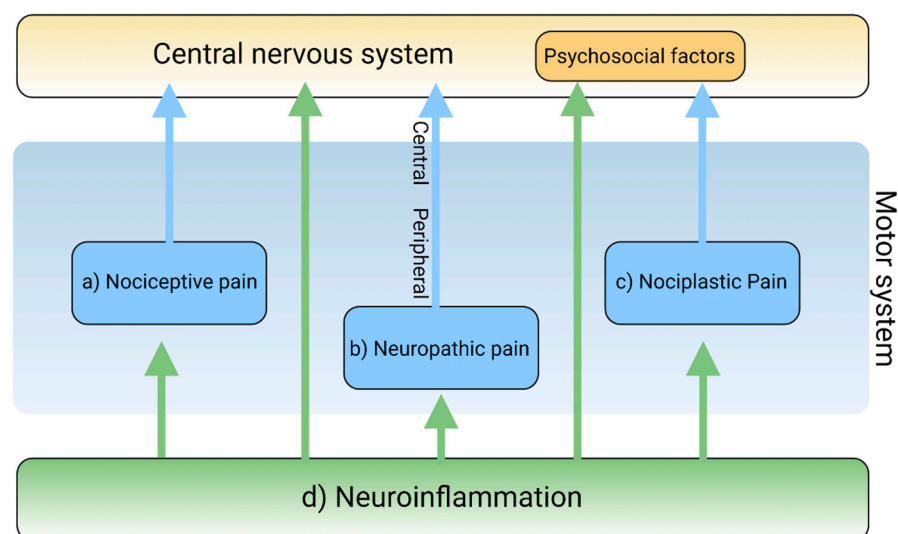 Central nervous system
Psychosocial factors
Central
Peripheral
Motor system
a) Nociceptive pain
c) Nociplastic Pain
b) Neuropathic pain
d) Neuroinflammation